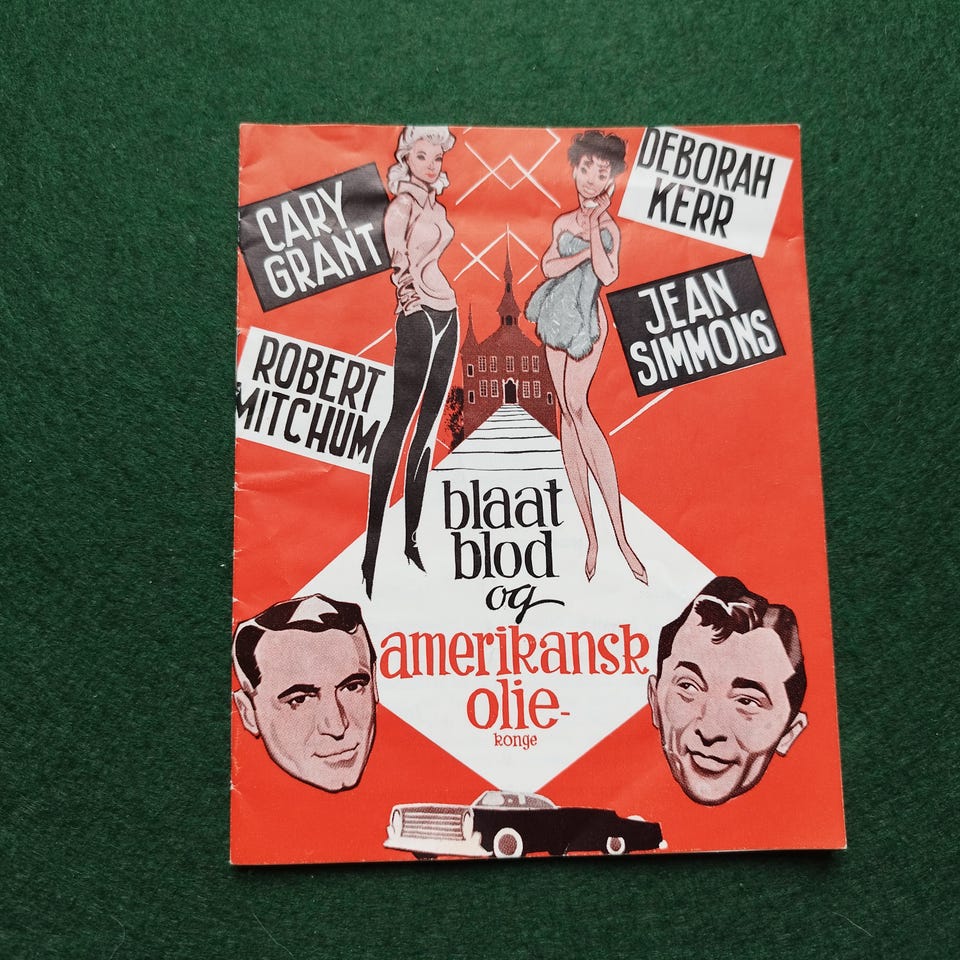 CARY
GRANT
DEBORAH
KERR
ROBERT
MITCHUM
JEAN
SIMMONS
blaat
blod
og
amerikansk
olie-
konge